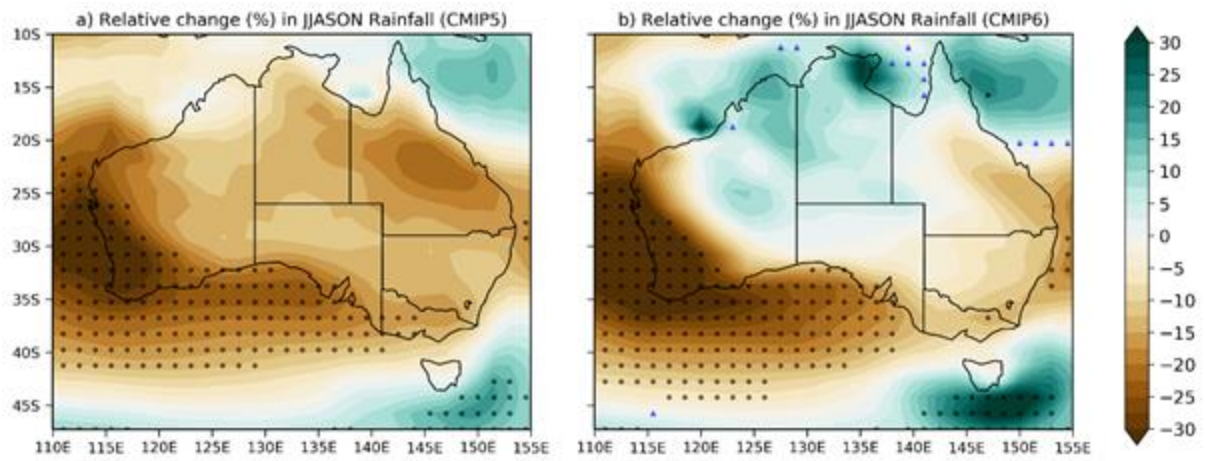 a) Relative change (%) in JJASON Rainfall (CMIP5)
10S
15S
20S
25S
30S
35S
40S
45S
110E 115E 120E 125E 130E 135E 140E 145E 150E 155E
b) Relative change (%) in JJASON Rainfall (CMIP6)
110E 115E 120E 125E 130E 135E 140E 145E 150E 155E
30
25
20
15
10
5
0
−5
−10
−15
−20
−25
−30